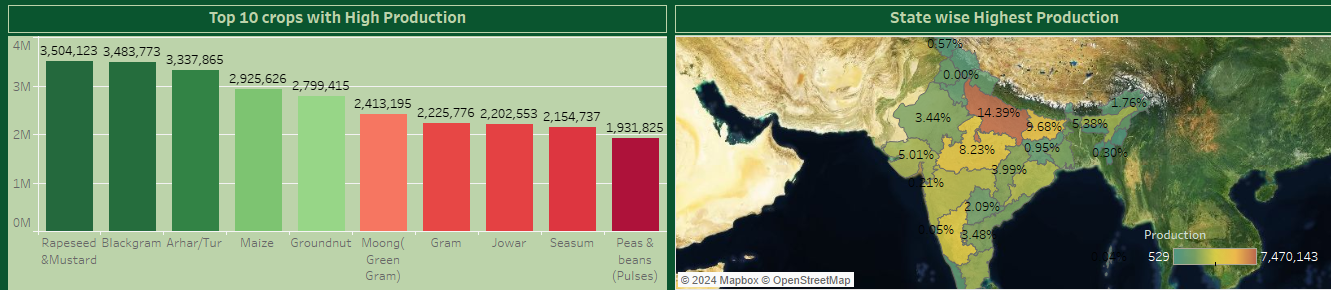 Top 10 crops with High Production
4M
3M
2M
1M
0M
3,504,123
3,483,773
3,337,865
2,925,626
2,799,415
2,413,195
2,225,776
2,202,553
2,154,737
1,931,825
Rapeseed
&Mustard
Blackgram
Arhar/Tur
Maize
Groundnut
Moong(
Green
Gram)
Gram
Jowar
Seasum
Peas &
beans
(Pulses)
State wise Highest Production
0.57%
0.00%
1.76%
14.39%
3.44%
9.68%
5.38%
8.23%
0.95%
0.30%
5.01%
3.99%
2.09%
3.48%
Production
529
7,470,143
© 2024 Mapbox © OpenStreetMap